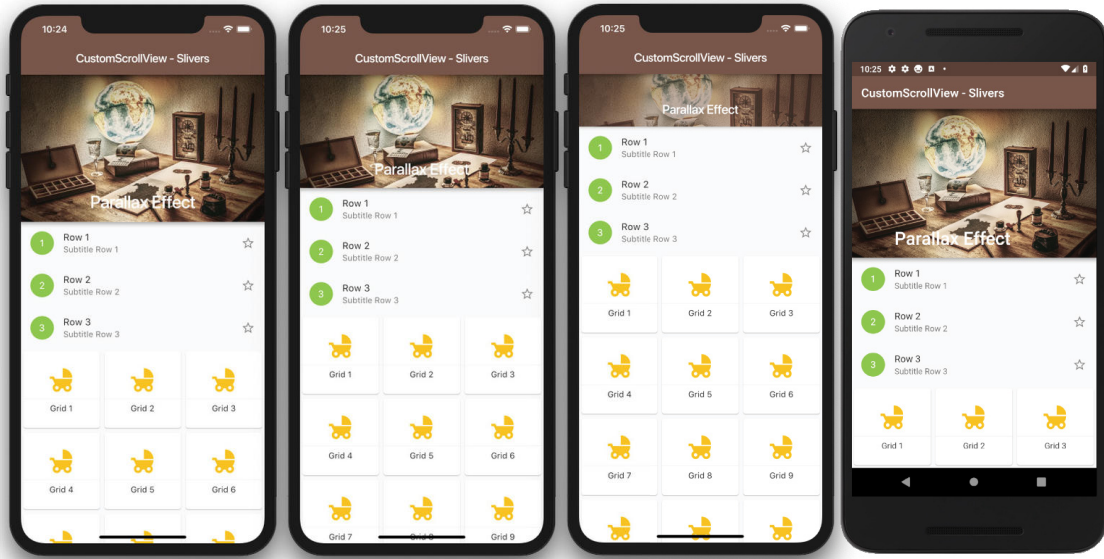 10:24
CustomScrollView - Slivers
Parallax Effect
1
Row 1
Subtitle Row 1
2
Row 2
Subtitle Row 2
3
Row 3
Subtitle Row 3
Grid 1
Grid 2
Grid 3
Grid 4
Grid 5
Grid 6
10:25
CustomScrollView - Slivers
Parallax Effect
1
Row 1
Subtitle Row 1
2
Row 2
Subtitle Row 2
3
Row 3
Subtitle Row 3
Grid 1
Grid 2
Grid 3
Grid 4
Grid 5
Grid 6
Grid 7
Grid 8
Grid 9
10:25
CustomScrollView - Slivers
Parallax Effect
1
Row 1
Subtitle Row 1
2
Row 2
Subtitle Row 2
3
Row 3
Subtitle Row 3
Grid 1
Grid 2
Grid 3
Grid 4
Grid 5
Grid 6
Grid 7
Grid 8
Grid 9
10:25
CustomScrollView - Slivers
Parallax Effect
1
Row 1
Subtitle Row 1
2
Row 2
Subtitle Row 2
3
Row 3
Subtitle Row 3
Grid 1
Grid 2
Grid 3